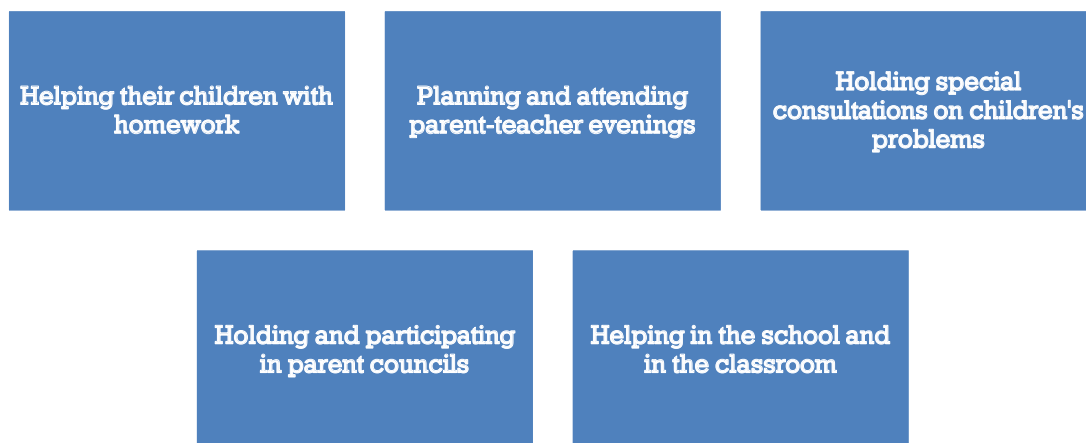 Helping their children with
homework
Planning and attending
parent-teacher evenings
Holding special
consultations on children's
problems
Holding and participating
in parent councils
Helping in the school and
in the classroom